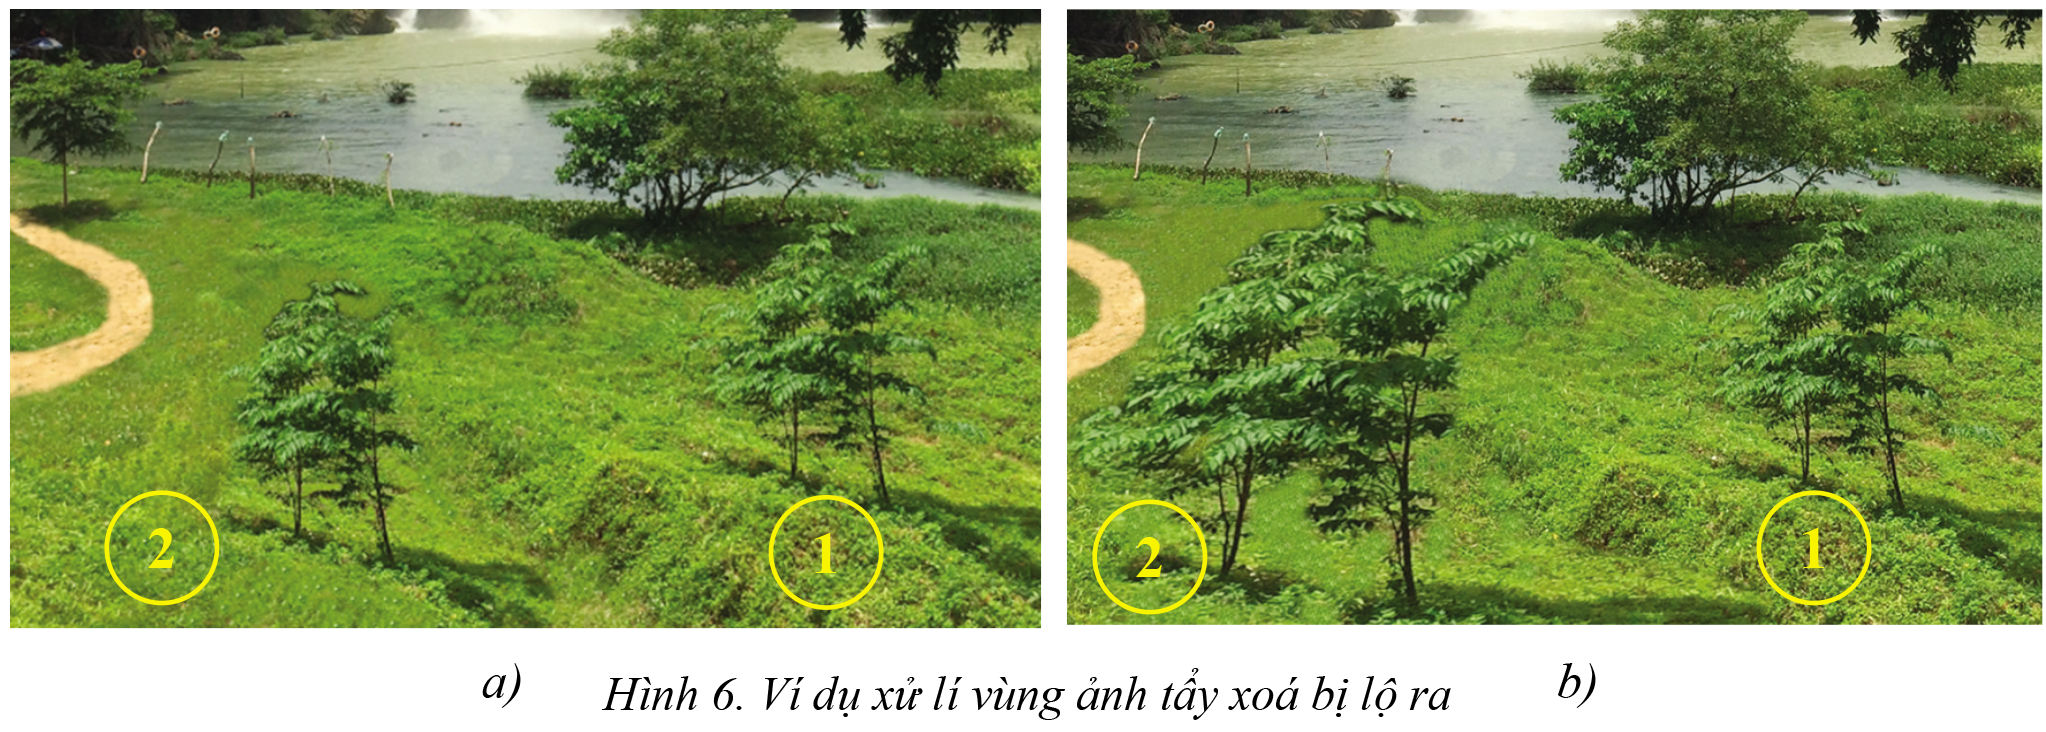 2
1
2
1
a)
Hình 6. Ví dụ xử lí vùng ảnh tẩy xoá bị lộ ra
b)